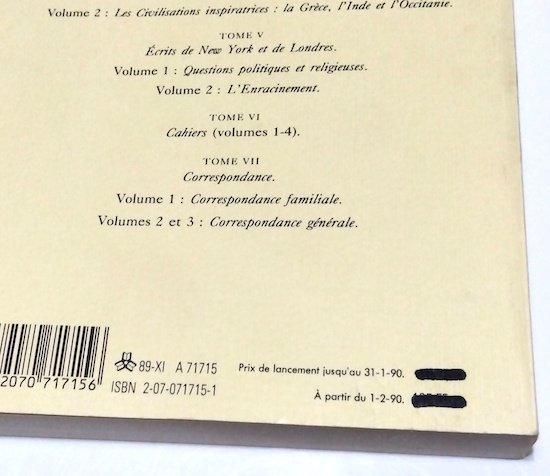 Volume 2 : Les Civilisations inspiratrices : la Grèce, l'Inde et l'Occitanie.
TOME V
Écrits de New York et de Londres.
Volume 1 : Questions politiques et religieuses.
Volume 2 : L'Enracinement.
TOME VI
Cahiers (volumes 1-4).
TOME VII
Correspondance.
Volume 1 : Correspondance familiale.
Volumes 2 et 3 : Correspondance générale.
89-XI A 71715
Prix de lancement jusqu'au 31-1-90.
2070 717156
ISBN 2-07-071715-1
À partir du 1-2-90.